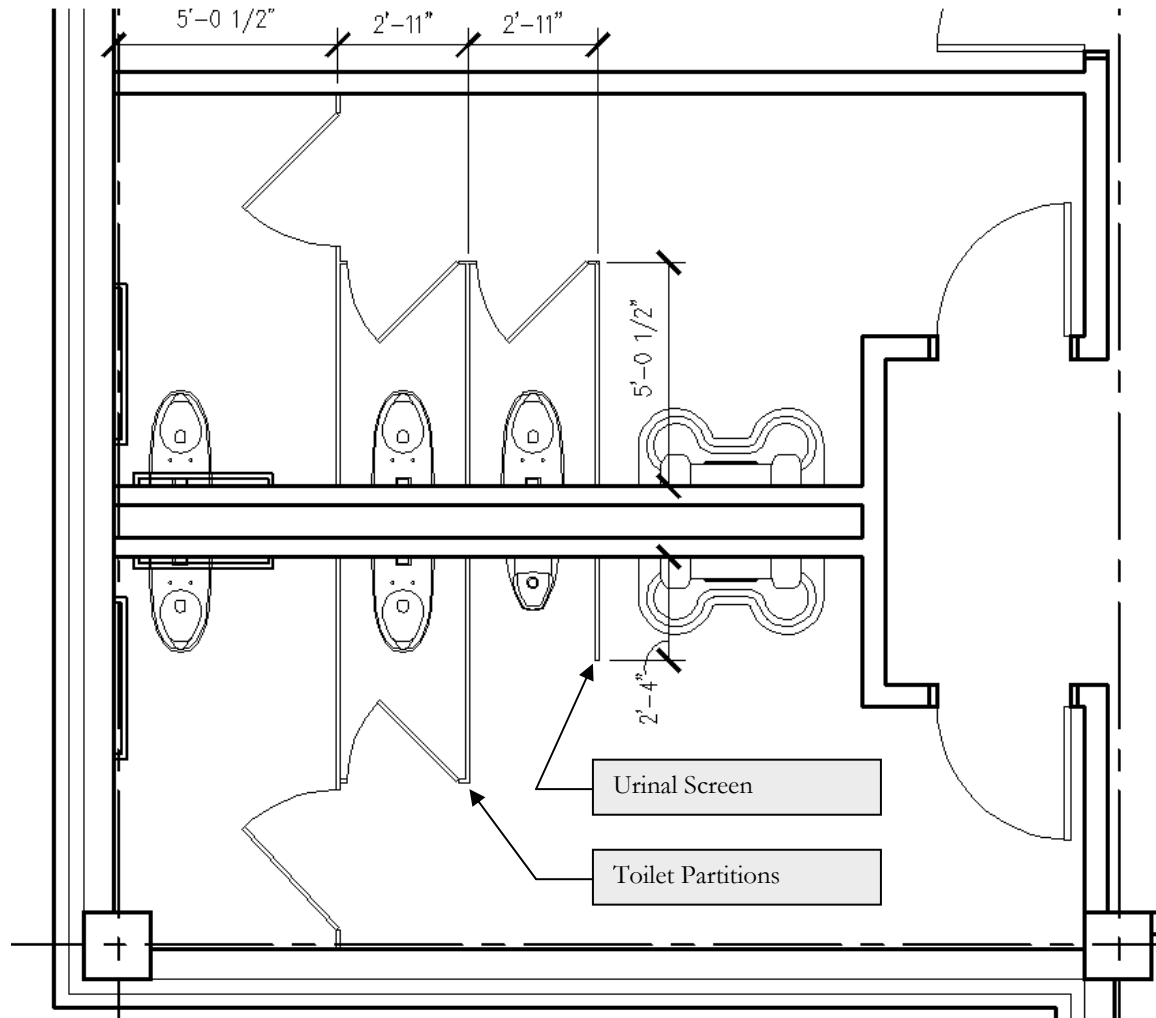 5'-0 1/2"
2'-11"
2'-11"
5'-0 1/2"
2'-4"
Urinal Screen
Toilet Partitions